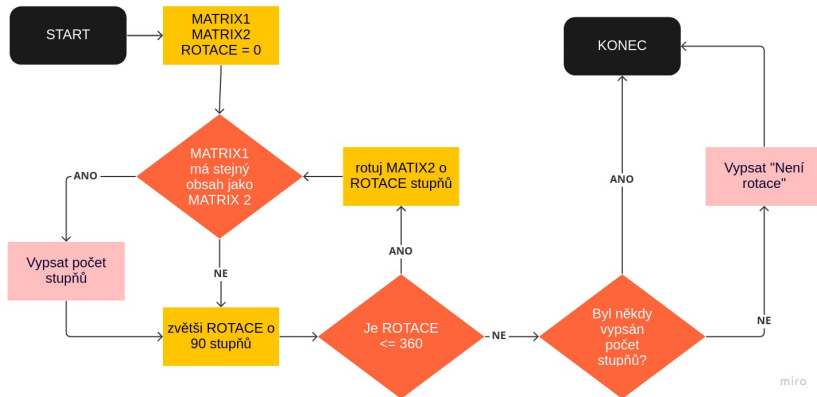 START
MATRIX1
MATRIX2
ROTACE = 0
KONEC
MATRIX1
má stejný
obsah jako
MATRIX 2
ANO
NE
rotuj MATIX2 o
ROTACE stupňů
ANO
Vypsat "Není
rotace"
ANO
Vypsat počet
stupňů
zvětši ROTACE o
90 stupňů
Je ROTACE
<= 360
NE
Byl někdy
vypsán
počet
stupňů?
NE
miro